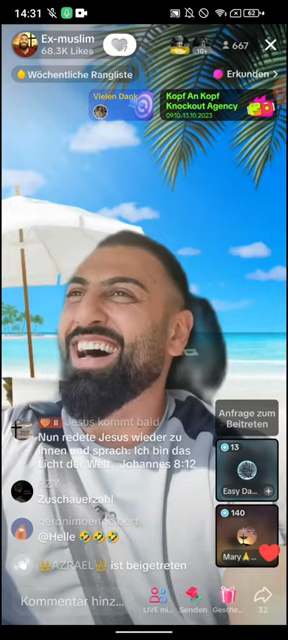 14:31
62
Ex-muslim
68.3K Likes
10+
667
Wöchentliche Rangliste
Erkunden >
Vielen Dank
Kopf An Kopf
Knockout Agency
09.10-13.10.2023
Anfrage zum
Beitreten
Jesus kommt bald
Nun redete Jesus wieder zu
ihnen und sprach: Ich bin das
Licht der Welt. Johannes 8:12
13
Easy Da...
Zuschauerzahl
@Helle 🤣🤣🤣
140
Mary🙏...
👑AZRAEL👑 ist beigetreten
Kommentar hinz...
LIVE mi...
Senden
Gesche...
32